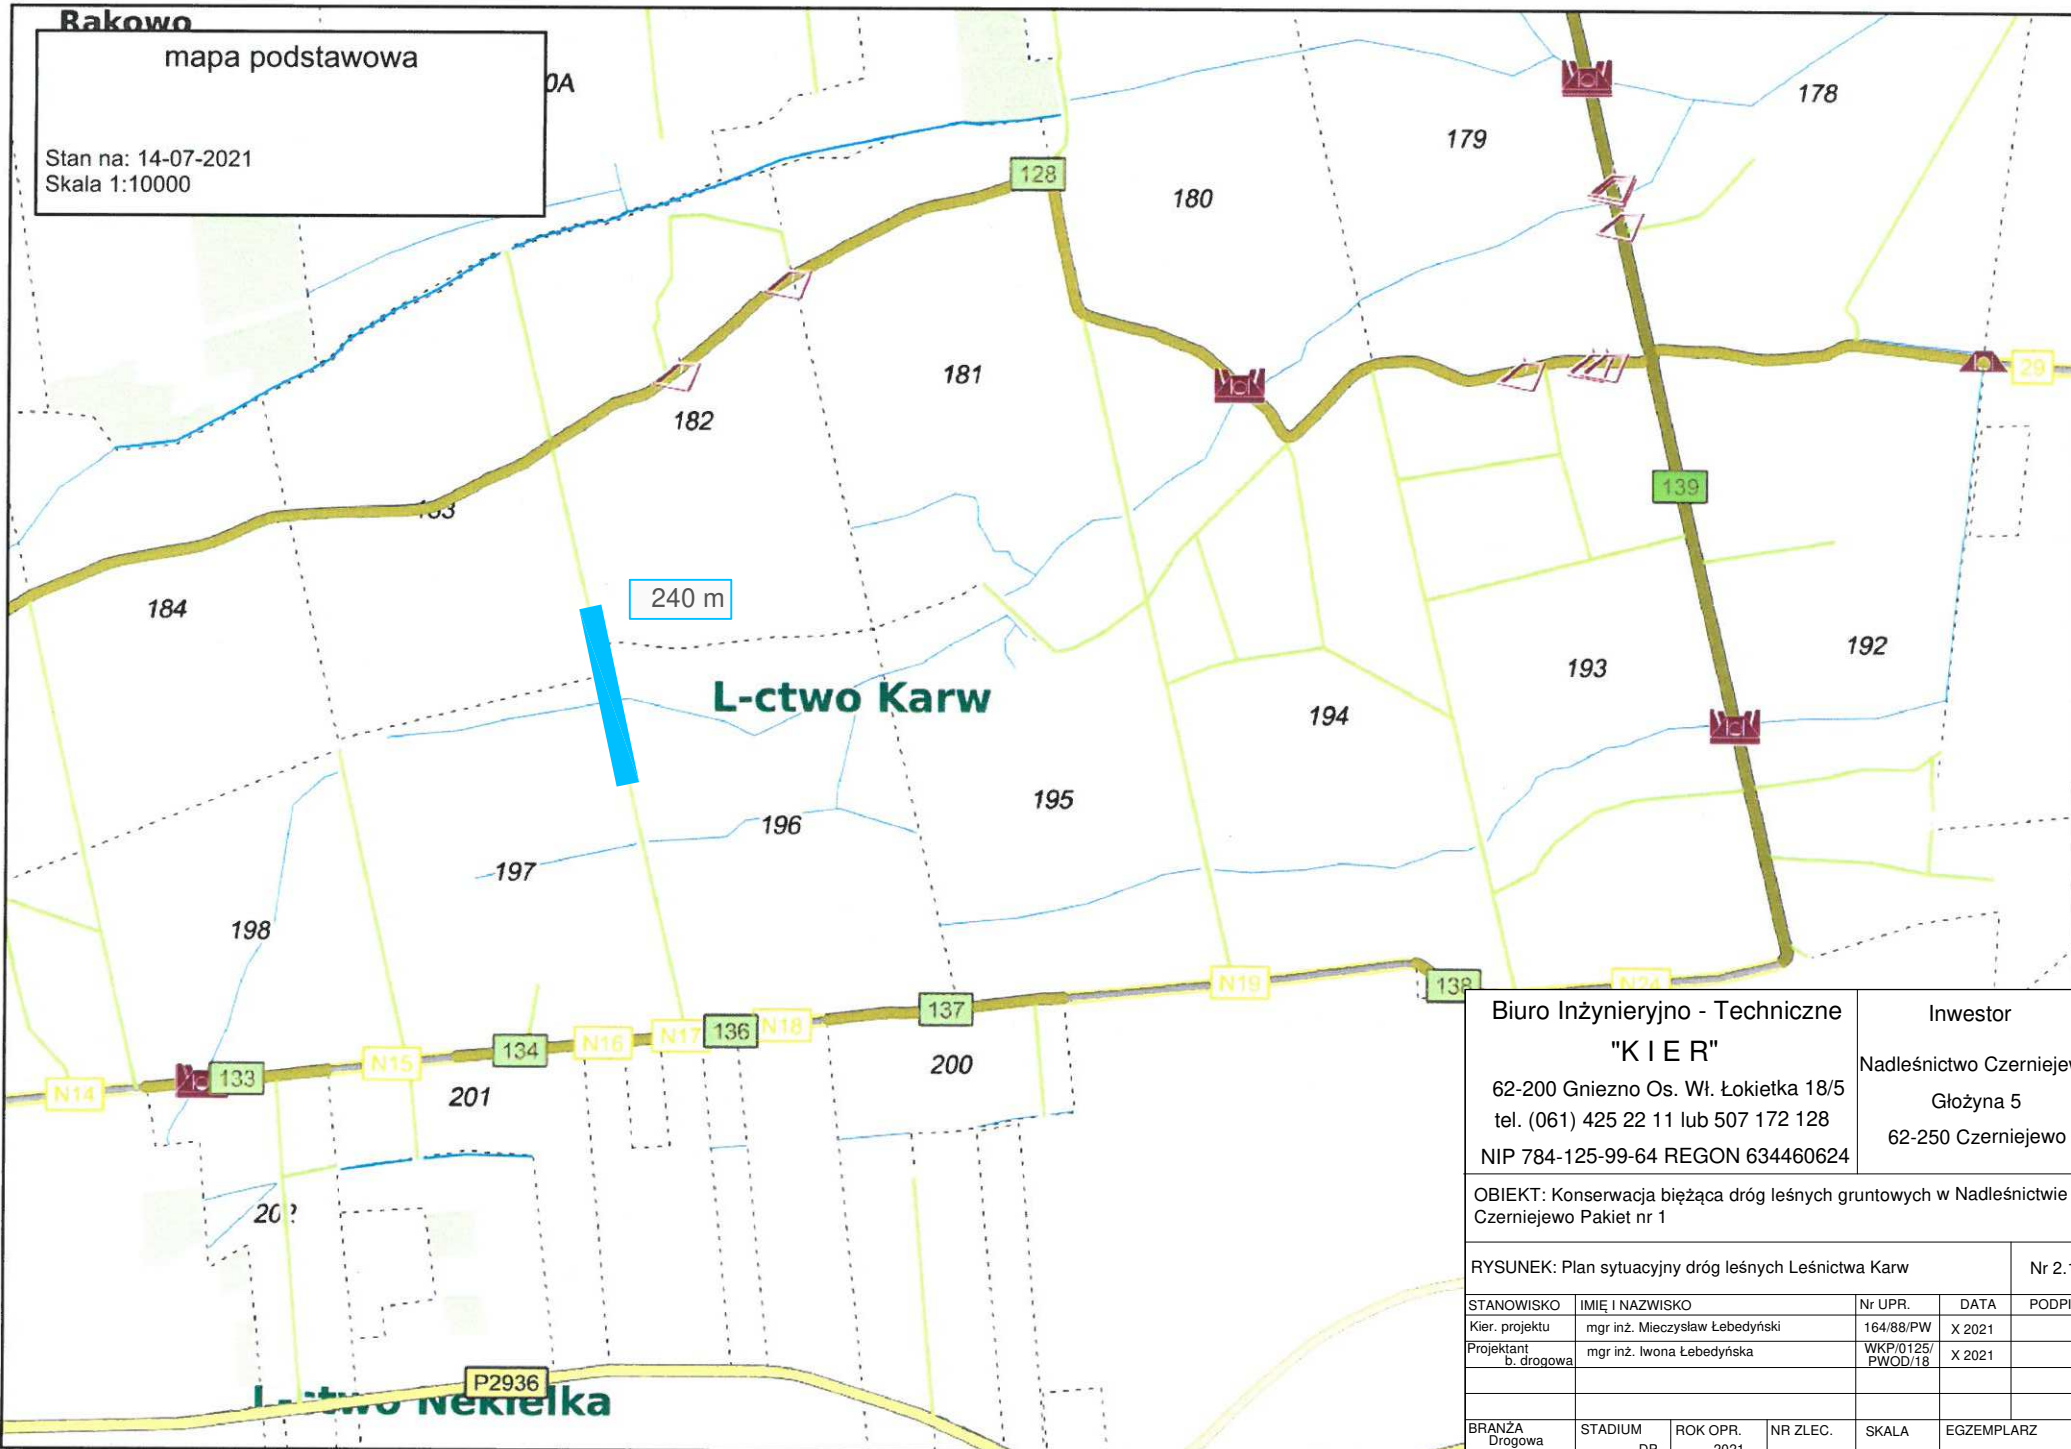 Rakowo
mapa podstawowa
Stan na: 14-07-2021
Skala 1:10000
0A
178
179
128
180
29
181
182
139
184
240 m
192
193
L-ctwo Karw
194
195
196
197
198
N19
138
N24
137
N18
136
N17
N16
134
N15
133
N14
200
201
P2936
L-ctwo Nekielka
Biuro Inżynieryjno - Techniczne
"K I E R"
62-200 Gniezno Os. Wł. Łokietka 18/5
tel. (061) 425 22 11 lub 507 172 128
NIP 784-125-99-64 REGON 634460624
Inwestor
Nadleśnictwo Czerniejew
Głożyna 5
62-250 Czerniejewo
OBIEKT: Konserwacja bieżąca dróg leśnych gruntowych w Nadleśnictwie
Czerniejewo Pakiet nr 1
RYSUNEK: Plan sytuacyjny dróg leśnych Leśnictwa Karw
Nr 2.1
STANOWISKO IMIĘ I NAZWISKO Nr UPR. DATA PODPI
Kier. projektu mgr inż. Mieczysław Łebedyński 164/88/PW X 2021
Projektant b. drogowa mgr inż. Iwona Łebedyńska WKP/0125/ PWOD/18 X 2021
BRANŻA STADIUM ROK OPR. NR ZLEC. SKALA EGZEMPLARZ
Drogowa